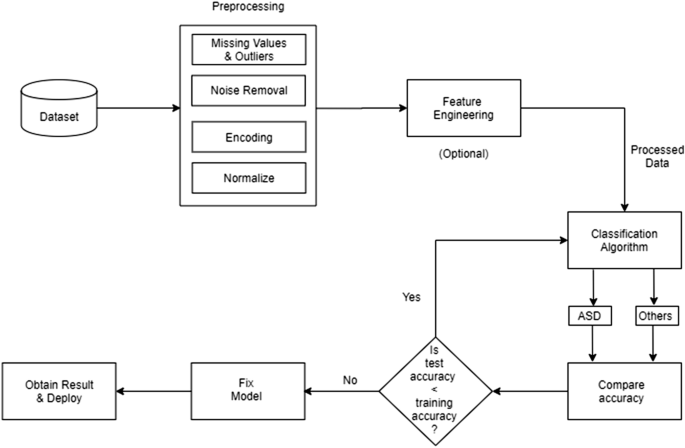 Preprocessing
Missing Values
& Outliers
Noise Removal
Encoding
Normalize
Dataset
Feature
Engineering
(Optional)
Processed
Data
Classification
Algorithm
ASD
Others
Compare
accuracy
Yes
Is
test
accuracy
<
training
accuracy
?
No
Fix
Model
Obtain Result
& Deploy